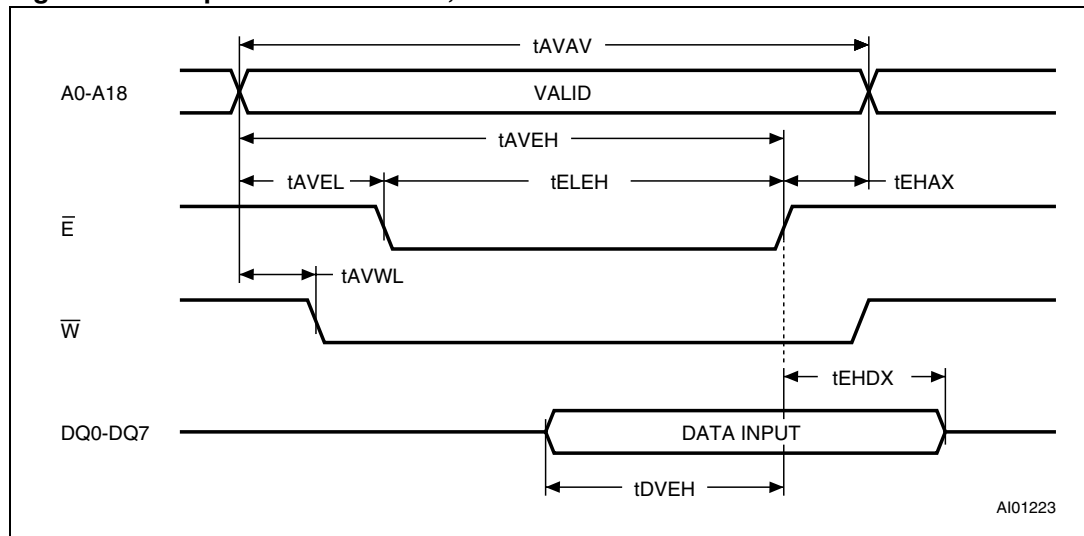 tAVAV
A0-A18
VALID
tAVEH
tAVEL
tELEH
tEHAX
E̅
tAVWL
W̅
tEHDX
DQ0-DQ7
DATA INPUT
tDVEH
AI01223